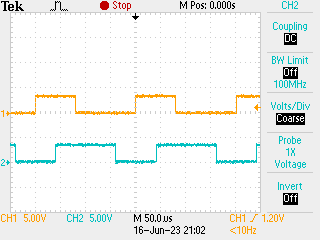 Tek Stop M Pos: 0.000s CH2
Coupling
DC
BW Limit
Off
100MHz
Volts/Div
Coarse
Probe
1X
Voltage
Invert
Off
1
2
CH1 5.00V CH2 5.00V M 50.0μs CH1 / 1.20V
16-Jun-23 21:02 <10Hz